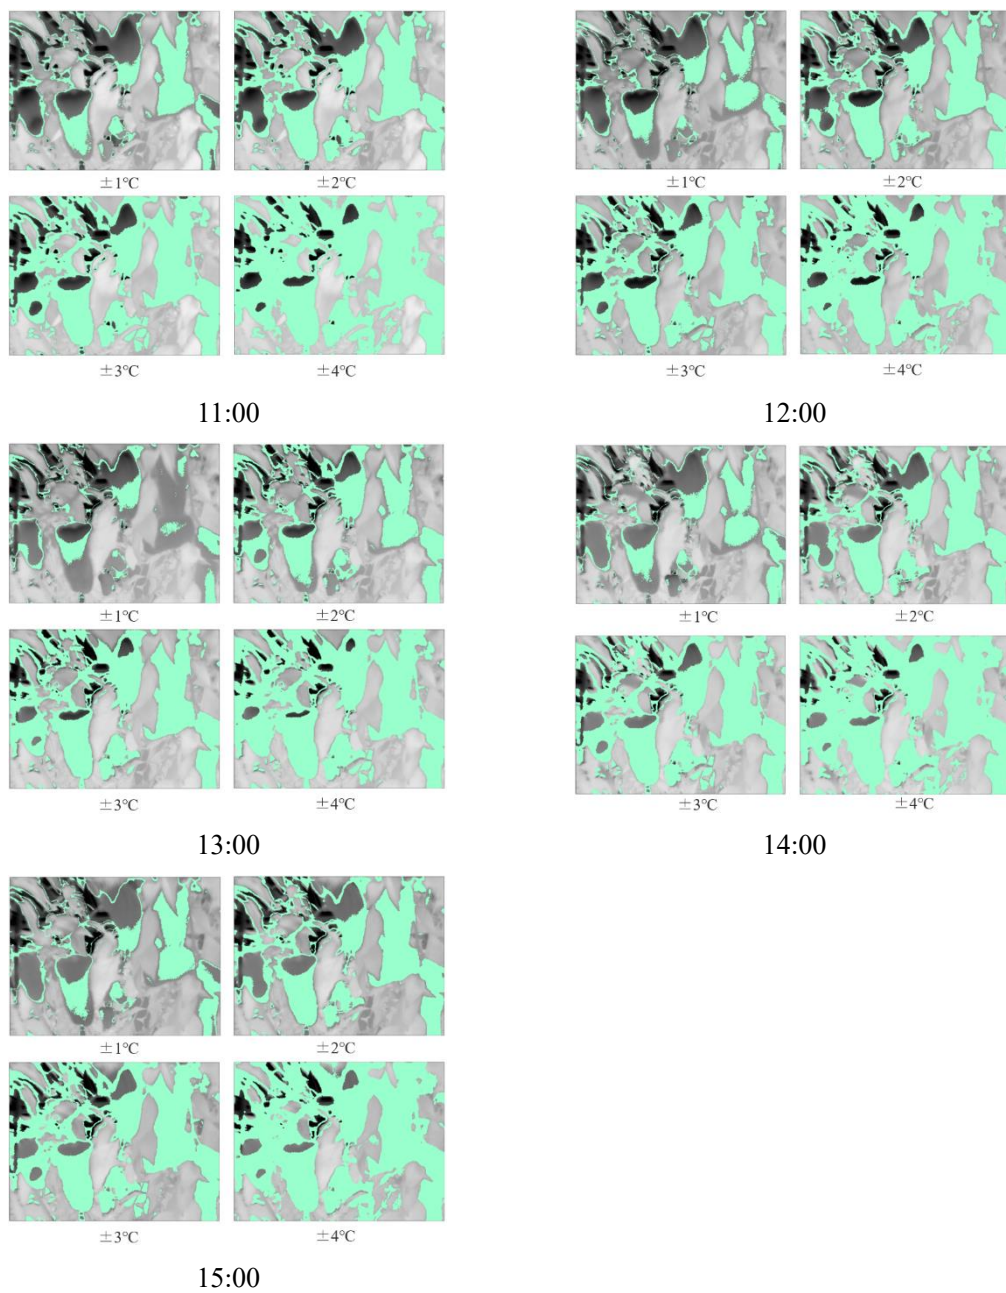 ±1℃ ±2℃ ±1℃ ±2℃
±3℃ ±4℃ ±3℃ ±4℃
11:00 12:00
±1℃ ±2℃ ±1℃ ±2℃
±3℃ ±4℃ ±3℃ ±4℃
13:00 14:00
±1℃ ±2℃
±3℃ ±4℃
15:00